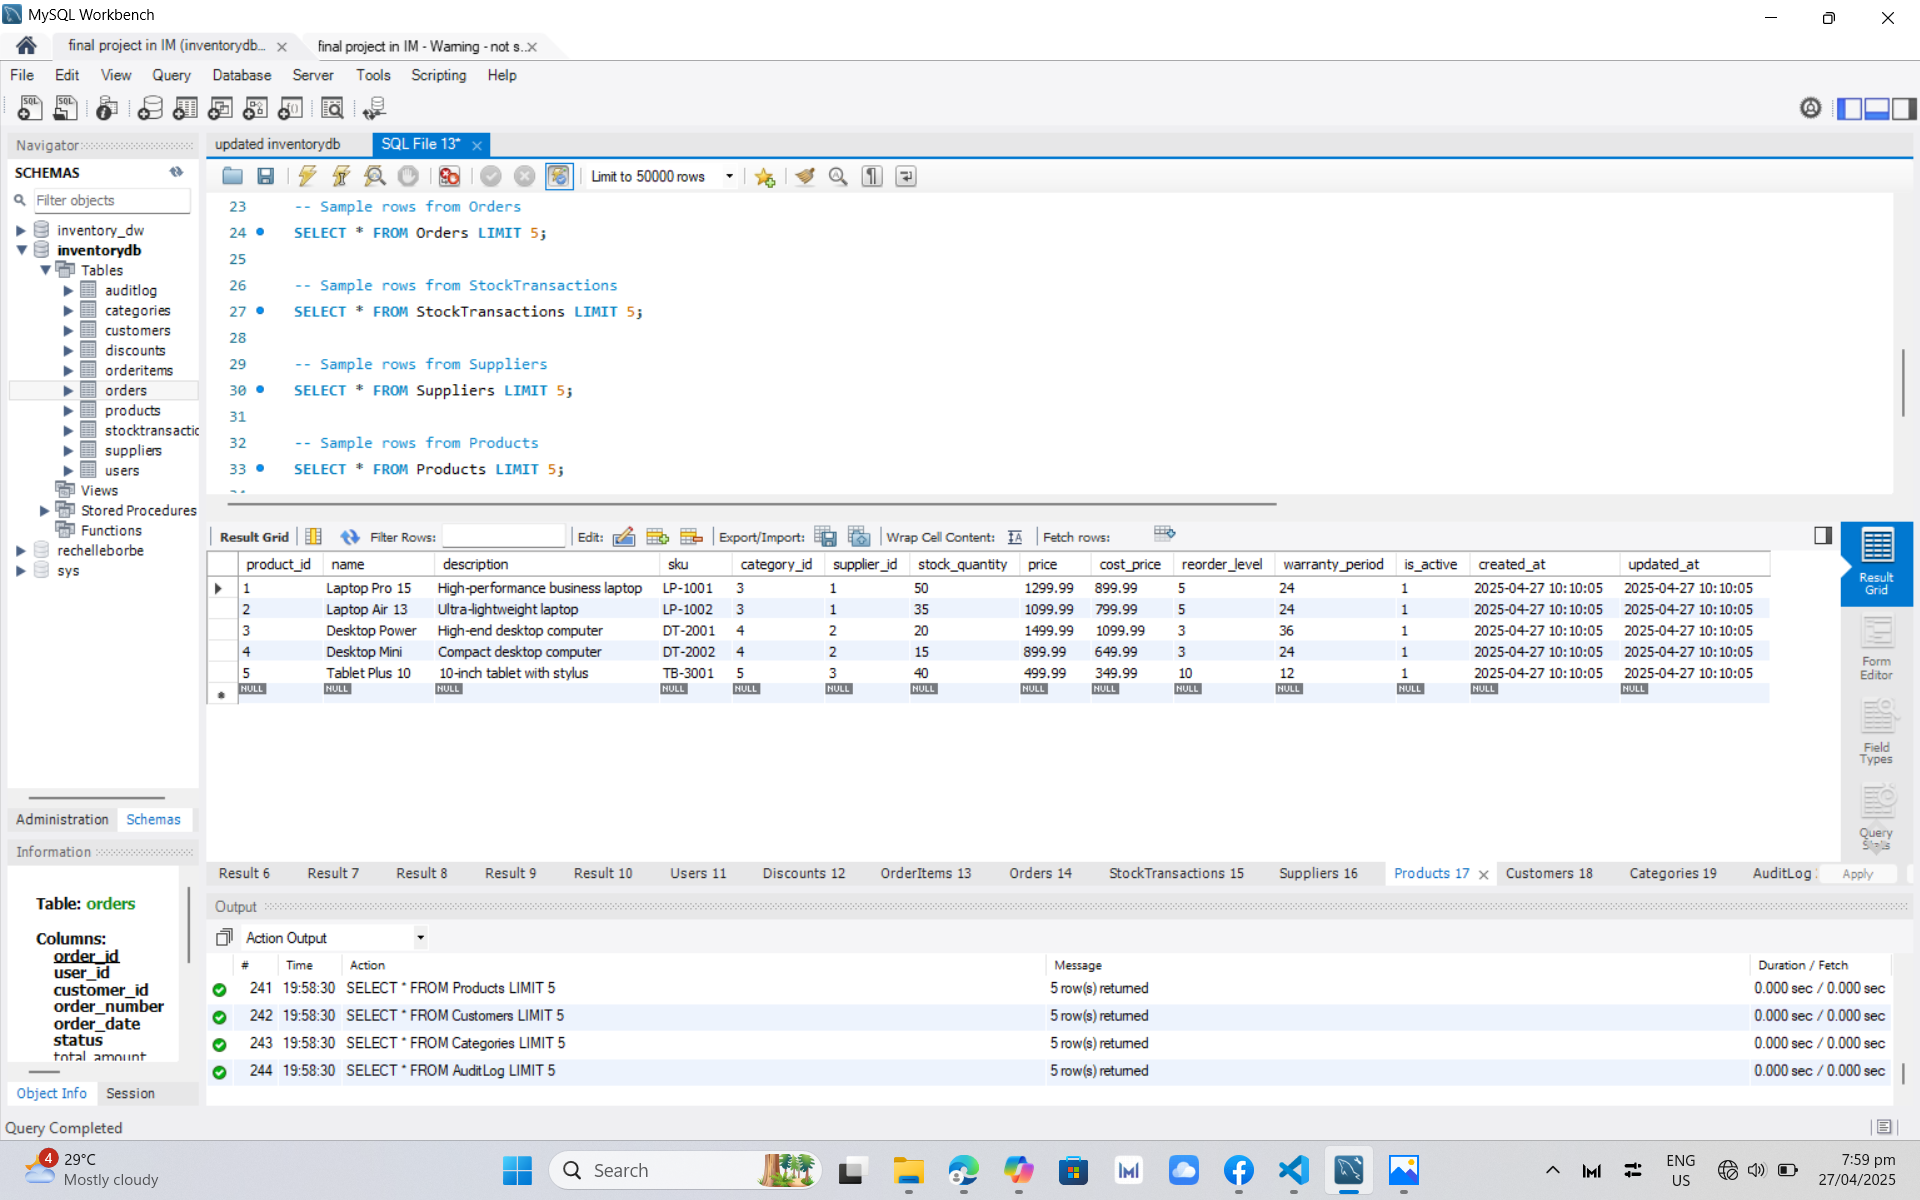 MySQL Workbench
final project in IM (inventorydb...
final project in IM - Warning - not s...
File Edit View Query Database Server Tools Scripting Help
Navigator
updated inventorydb
SQL File 13*
SCHEMAS
Limit to 50000 rows
Filter objects
inventory_dw
inventorydb
Tables
auditlog
categories
customers
discounts
orderitems
orders
products
stocktransactic
suppliers
users
Views
Stored Procedures
Functions
rechelleborbe
sys
23 -- Sample rows from Orders
24 SELECT * FROM Orders LIMIT 5;
25
26 -- Sample rows from StockTransactions
27 SELECT * FROM StockTransactions LIMIT 5;
28
29 -- Sample rows from Suppliers
30 SELECT * FROM Suppliers LIMIT 5;
31
32 -- Sample rows from Products
33 SELECT * FROM Products LIMIT 5;
Result Grid Filter Rows: Edit: Export/Import: Wrap Cell Content: Fetch rows:
product_id name description sku category_id supplier_id stock_quantity price cost_price reorder_level warranty_period is_active created_at updated_at
1 Laptop Pro 15 High-performance business laptop LP-1001 3 1 50 1299.99 899.99 5 24 1 2025-04-27 10:10:05 2025-04-27 10:10:05
2 Laptop Air 13 Ultra-lightweight laptop LP-1002 3 1 35 1099.99 799.99 5 24 1 2025-04-27 10:10:05 2025-04-27 10:10:05
3 Desktop Power High-end desktop computer DT-2001 4 2 20 1499.99 1099.99 3 36 1 2025-04-27 10:10:05 2025-04-27 10:10:05
4 Desktop Mini Compact desktop computer DT-2002 4 2 15 899.99 649.99 3 24 1 2025-04-27 10:10:05 2025-04-27 10:10:05
5 Tablet Plus 10 10-inch tablet with stylus TB-3001 5 3 40 499.99 349.99 10 12 1 2025-04-27 10:10:05 2025-04-27 10:10:05
NULL NULL NULL NULL NULL NULL NULL NULL NULL NULL NULL NULL NULL NULL
Result Grid
Form Editor
Field Types
Query Stats
Administration Schemas
Information
Table: orders
Columns:
order_id
user_id
customer_id
order_number
order_date
status
total_amount
Object Info Session
Result 6 Result 7 Result 8 Result 9 Result 10 Users 11 Discounts 12 OrderItems 13 Orders 14 StockTransactions 15 Suppliers 16 Products 17 Customers 18 Categories 19 AuditLog Apply
Output
Action Output
# Time Action Message Duration / Fetch
241 19:58:30 SELECT * FROM Products LIMIT 5 5 row(s) returned 0.000 sec / 0.000 sec
242 19:58:30 SELECT * FROM Customers LIMIT 5 5 row(s) returned 0.000 sec / 0.000 sec
243 19:58:30 SELECT * FROM Categories LIMIT 5 5 row(s) returned 0.000 sec / 0.000 sec
244 19:58:30 SELECT * FROM AuditLog LIMIT 5 5 row(s) returned 0.000 sec / 0.000 sec
Query Completed
4
29°C
Mostly cloudy
Search
ENG
US
7:59 pm
27/04/2025